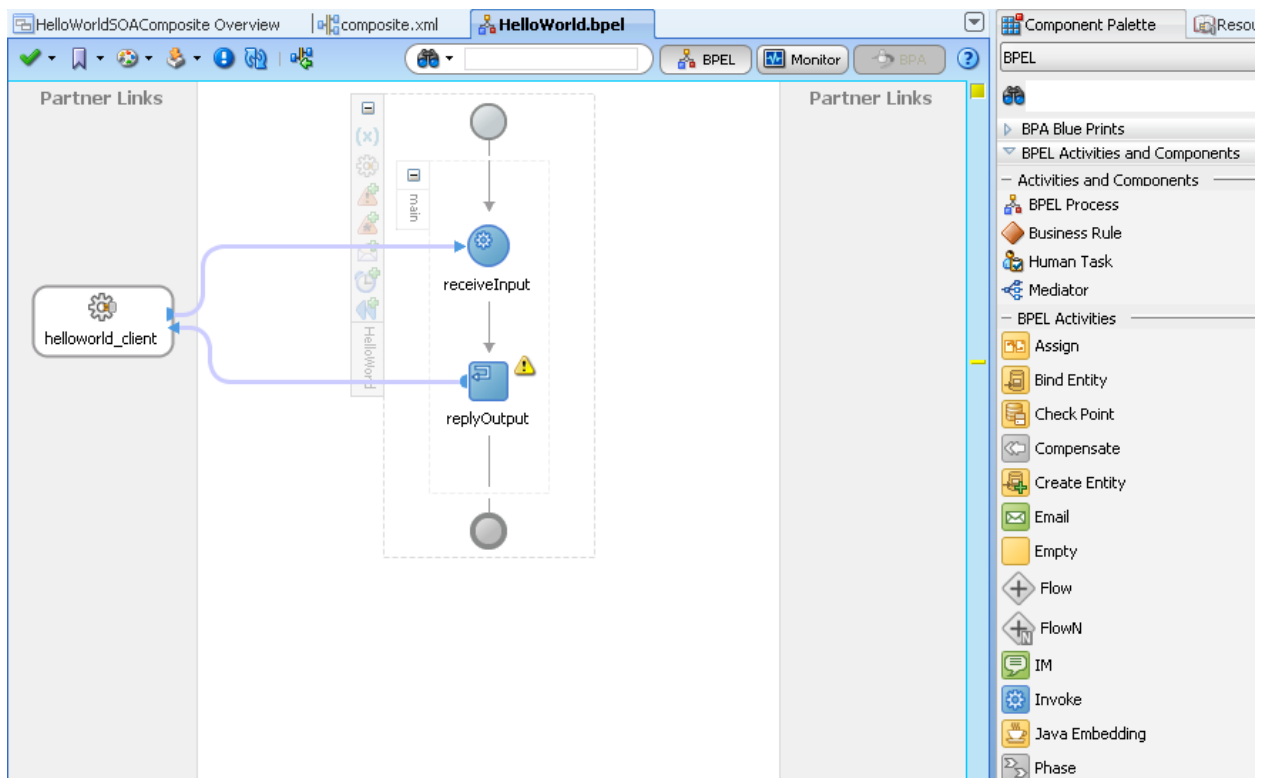 HelloWorldSOAComposite Overview
composite.xml
HelloWorld.bpel
Component Palette
Resou
BPEL
Monitor
BPA
BPEL
Partner Links
Partner Links
(x)
main
HelloWorld
receiveInput
helloworld_client
replyOutput
BPA Blue Prints
BPEL Activities and Components
Activities and Components
BPEL Process
Business Rule
Human Task
Mediator
BPEL Activities
Assign
Bind Entity
Check Point
Compensate
Create Entity
Email
Empty
Flow
N
FlowN
IM
Invoke
Java Embedding
Phase